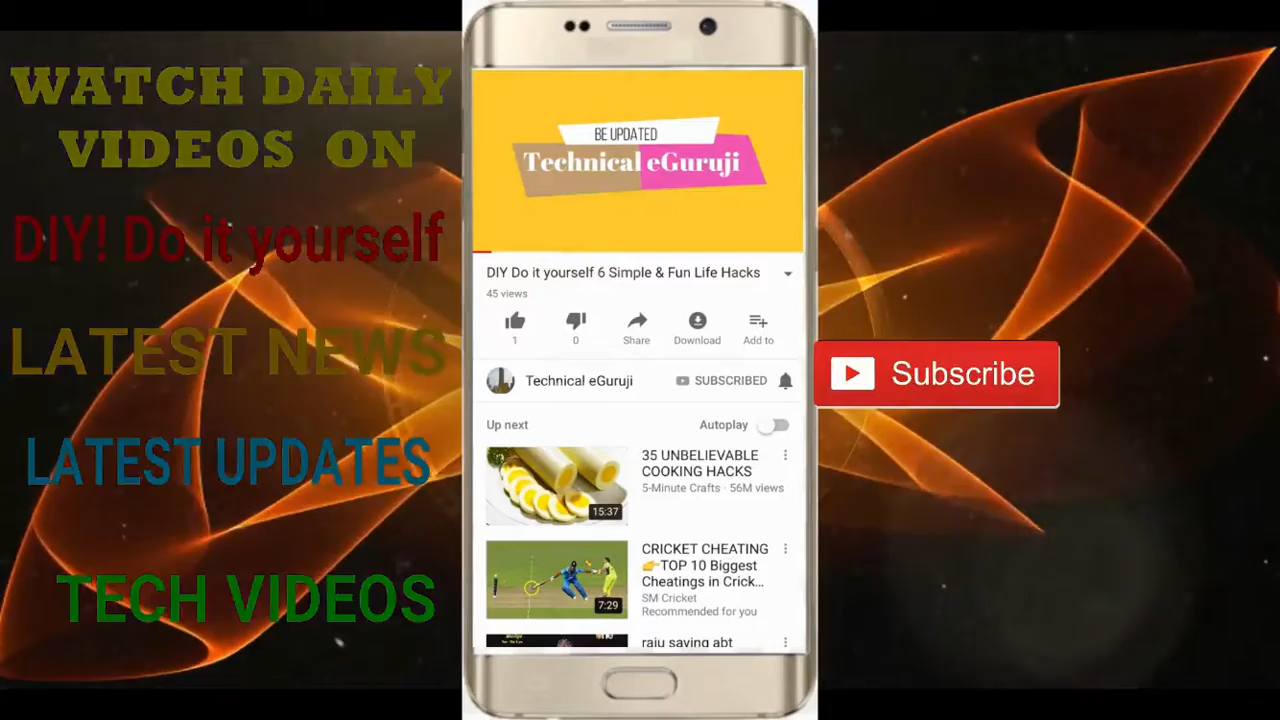 WATCH DAILY
VIDEOS ON
DIY! Do it yourself
LATEST NEWS
LATEST UPDATES
TECH VIDEOS
BE UPDATED
Technical eGuruji
DIY Do it yourself 6 Simple & Fun Life Hacks
45 views
1
0
Share
Download
Add to
Technical eGuruji
SUBSCRIBED
Up next
Autoplay
35 UNBELIEVABLE
COOKING HACKS
5-Minute Crafts · 56M views
15:37
CRICKET CHEATING
👉TOP 10 Biggest
Cheatings in Crick...
SM Cricket
Recommended for you
7:29
raju saying abt
Subscribe